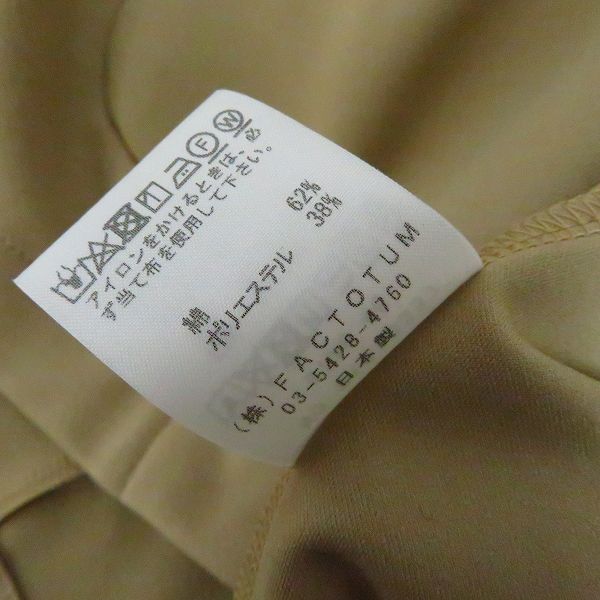 F W
アイロンをかけるときは、必
ず当て布を使用して下さい。
綿 62%
ポリエステル 38%
(株)FACTOTUM
03-5428-4760
日本製